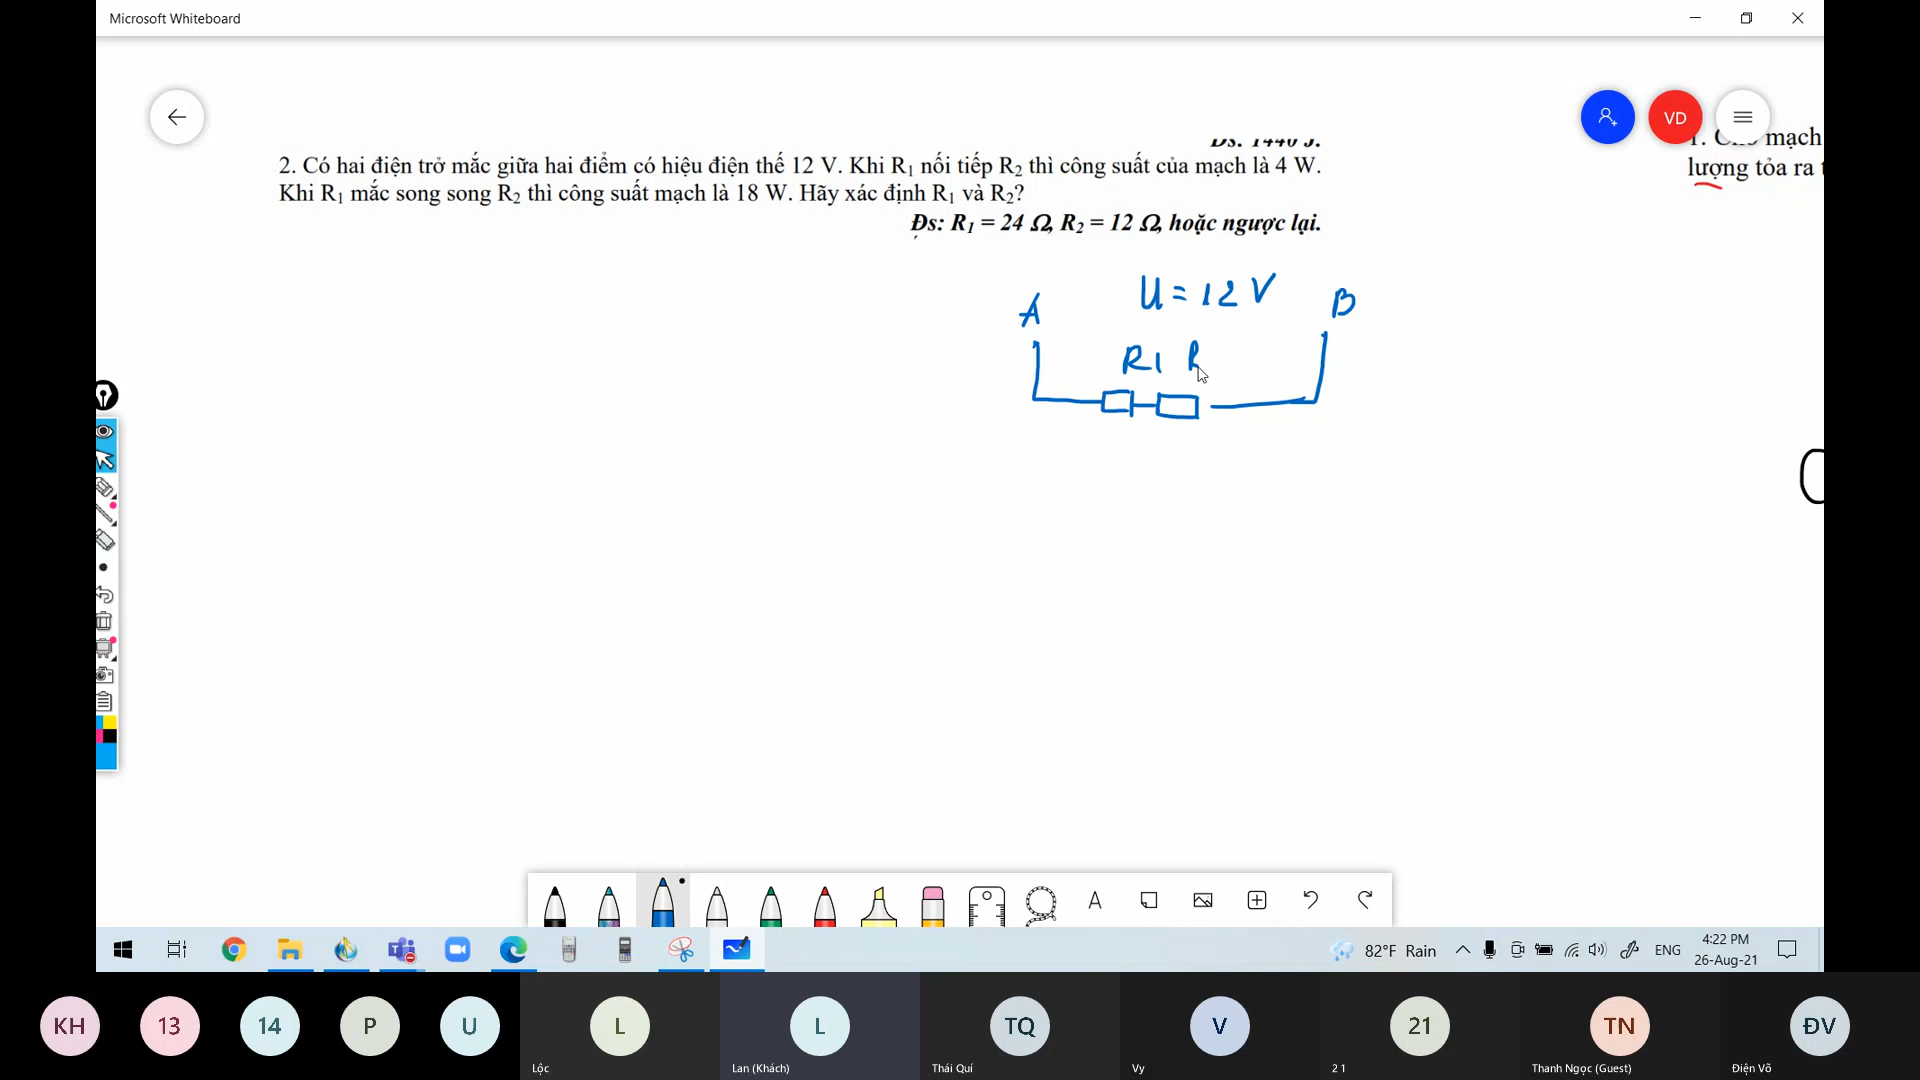 Microsoft Whiteboard
VD
Đs. 1440 J.
2. Có hai điện trở mắc giữa hai điểm có hiệu điện thế 12 V. Khi R₁ nối tiếp R₂ thì công suất của mạch là 4 W.
Khi R₁ mắc song song R₂ thì công suất mạch là 18 W. Hãy xác định R₁ và R₂?
Đs: R₁ = 24 Ω, R₂ = 12 Ω, hoặc ngược lại.
mạch
lượng tỏa ra
A
U = 12 V
B
R1 R
82°F Rain
ENG
4:22 PM
26-Aug-21
KH
13
14
P
U
L
L
TQ
V
21
TN
ĐV
Lộc
Lan (Khách)
Thái Quí
Vy
2 1
Thanh Ngọc (Guest)
Điện Võ